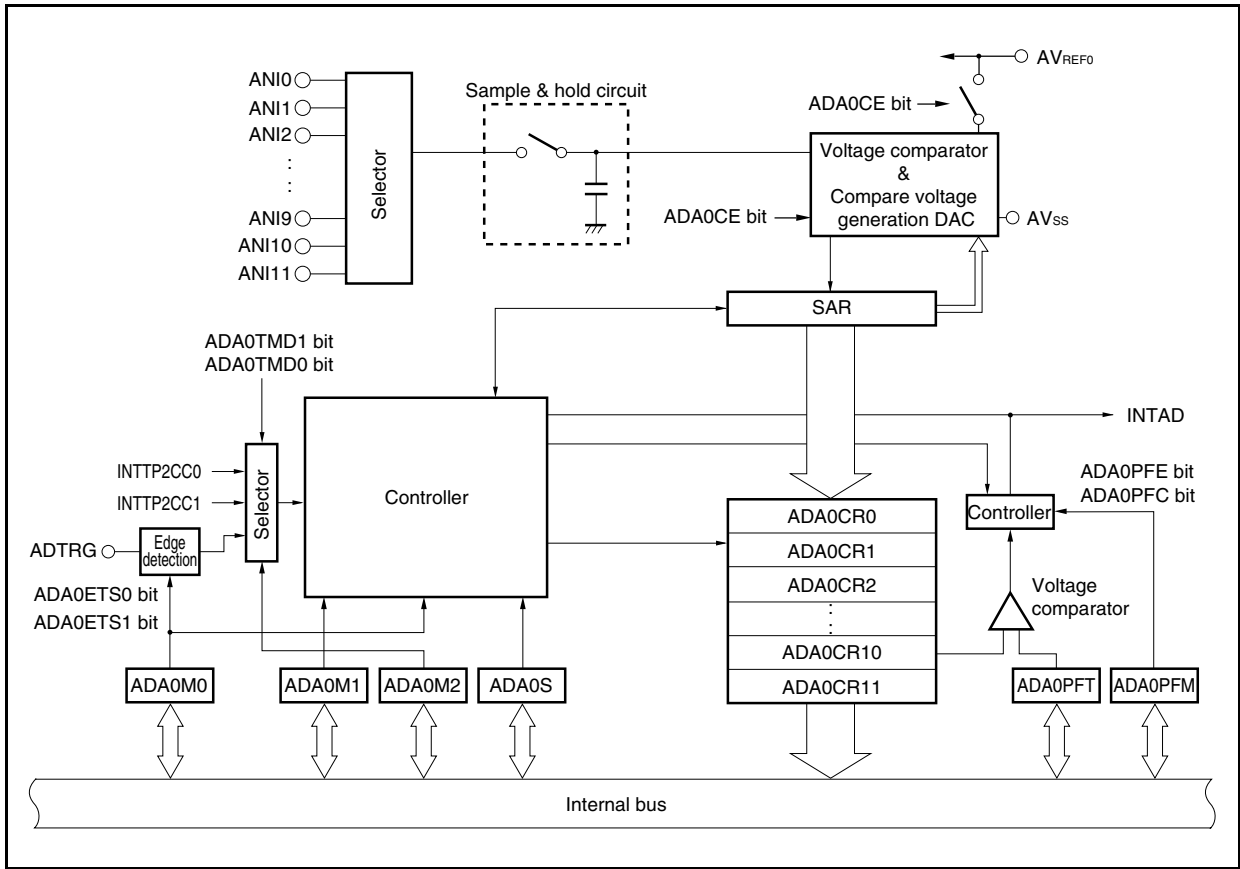 ANI0
ANI1
ANI2
:
:
ANI9
ANI10
ANI11
Selector
Sample & hold circuit
AVREF0
ADA0CE bit
Voltage comparator
&
Compare voltage
generation DAC
ADA0CE bit
AVSS
SAR
ADA0TMD1 bit
ADA0TMD0 bit
INTTP2CC0
INTTP2CC1
Selector
ADTRG
Edge
detection
ADA0ETS0 bit
ADA0ETS1 bit
Controller
INTAD
ADA0PFE bit
ADA0PFC bit
Controller
Voltage
comparator
ADA0CR0
ADA0CR1
ADA0CR2
:
:
ADA0CR10
ADA0CR11
ADA0M0
ADA0M1
ADA0M2
ADA0S
ADA0PFT
ADA0PFM
Internal bus